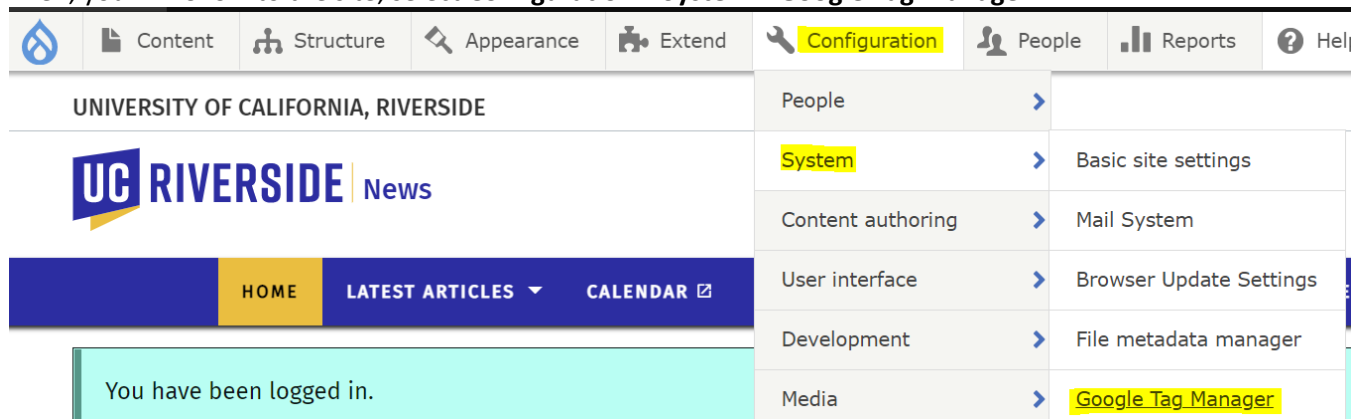 Content Structure Appearance Extend Configuration People Reports Help
UNIVERSITY OF CALIFORNIA, RIVERSIDE
UC RIVERSIDE News
HOME LATEST ARTICLES CALENDAR
You have been logged in.
People
System
Content authoring
User interface
Development
Media
Basic site settings
Mail System
Browser Update Settings
File metadata manager
Google Tag Manager